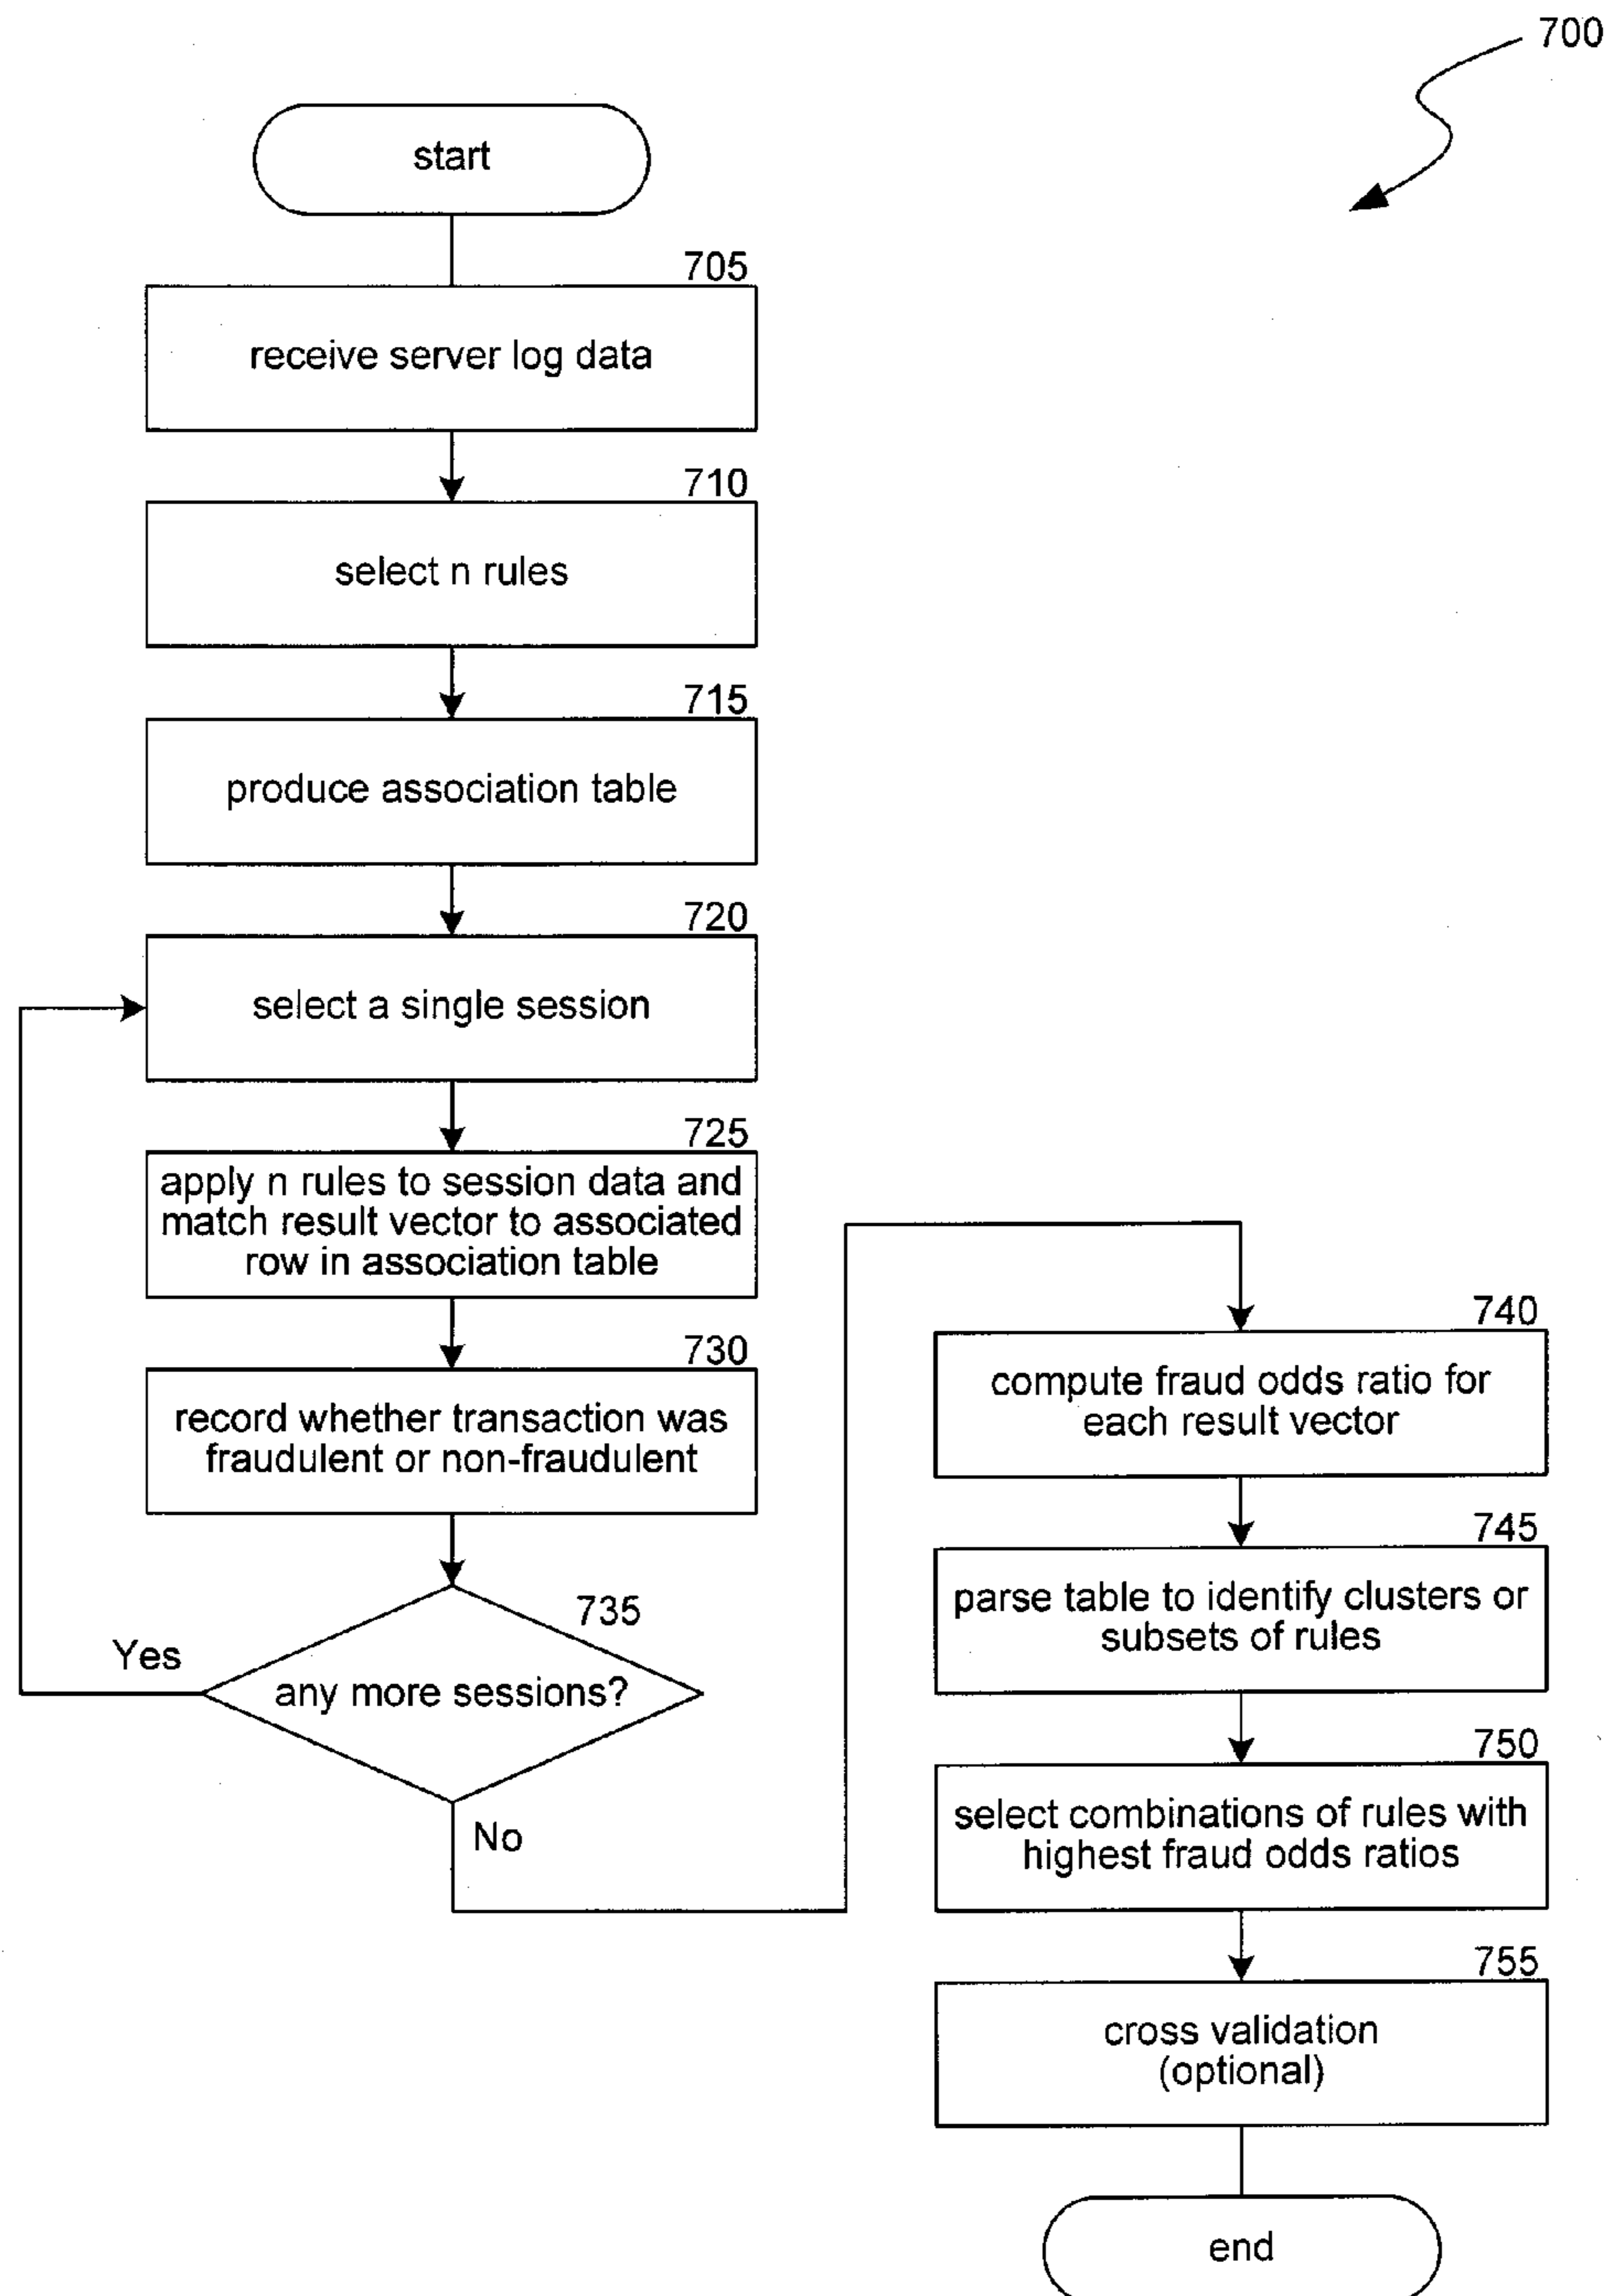 700
start
705
receive server log data
710
select n rules
715
produce association table
720
select a single session
725
apply n rules to session data and
match result vector to associated
row in association table
730
record whether transaction was
fraudulent or non-fraudulent
735
Yes
any more sessions?
No
740
compute fraud odds ratio for
each result vector
745
parse table to identify clusters or
subsets of rules
750
select combinations of rules with
highest fraud odds ratios
755
cross validation
(optional)
end